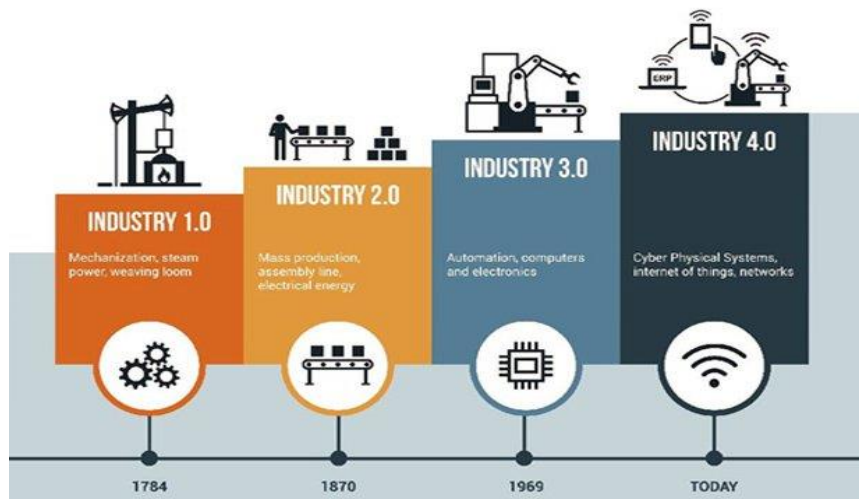 ERP
INDUSTRY 1.0
Mechanization, steam
power, weaving loom
INDUSTRY 2.0
Mass production,
assembly line,
electrical energy
INDUSTRY 3.0
Automation, computers
and electronics
INDUSTRY 4.0
Cyber Physical Systems,
internet of things, networks
1784
1870
1969
TODAY